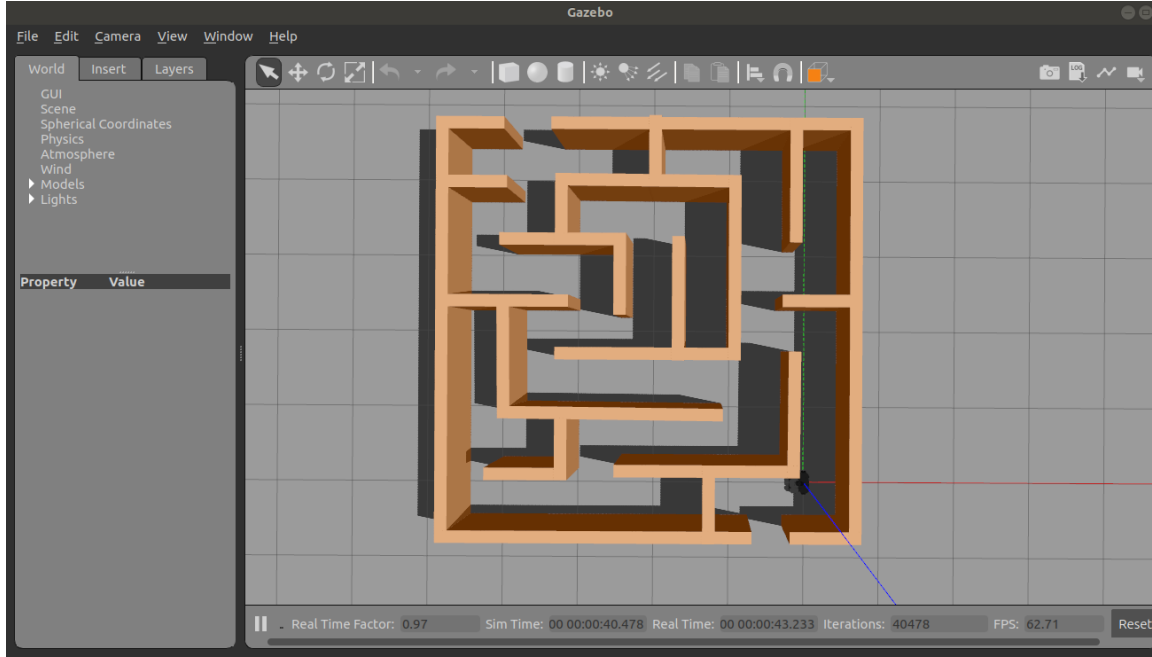 Gazebo
File Edit Camera View Window Help
World Insert Layers
GUI
Scene
Spherical Coordinates
Physics
Atmosphere
Wind
Models
Lights
Property Value
LOG
Real Time Factor: 0.97 Sim Time: 00 00:00:40.478 Real Time: 00 00:00:43.233 Iterations: 40478 FPS: 62.71 Reset